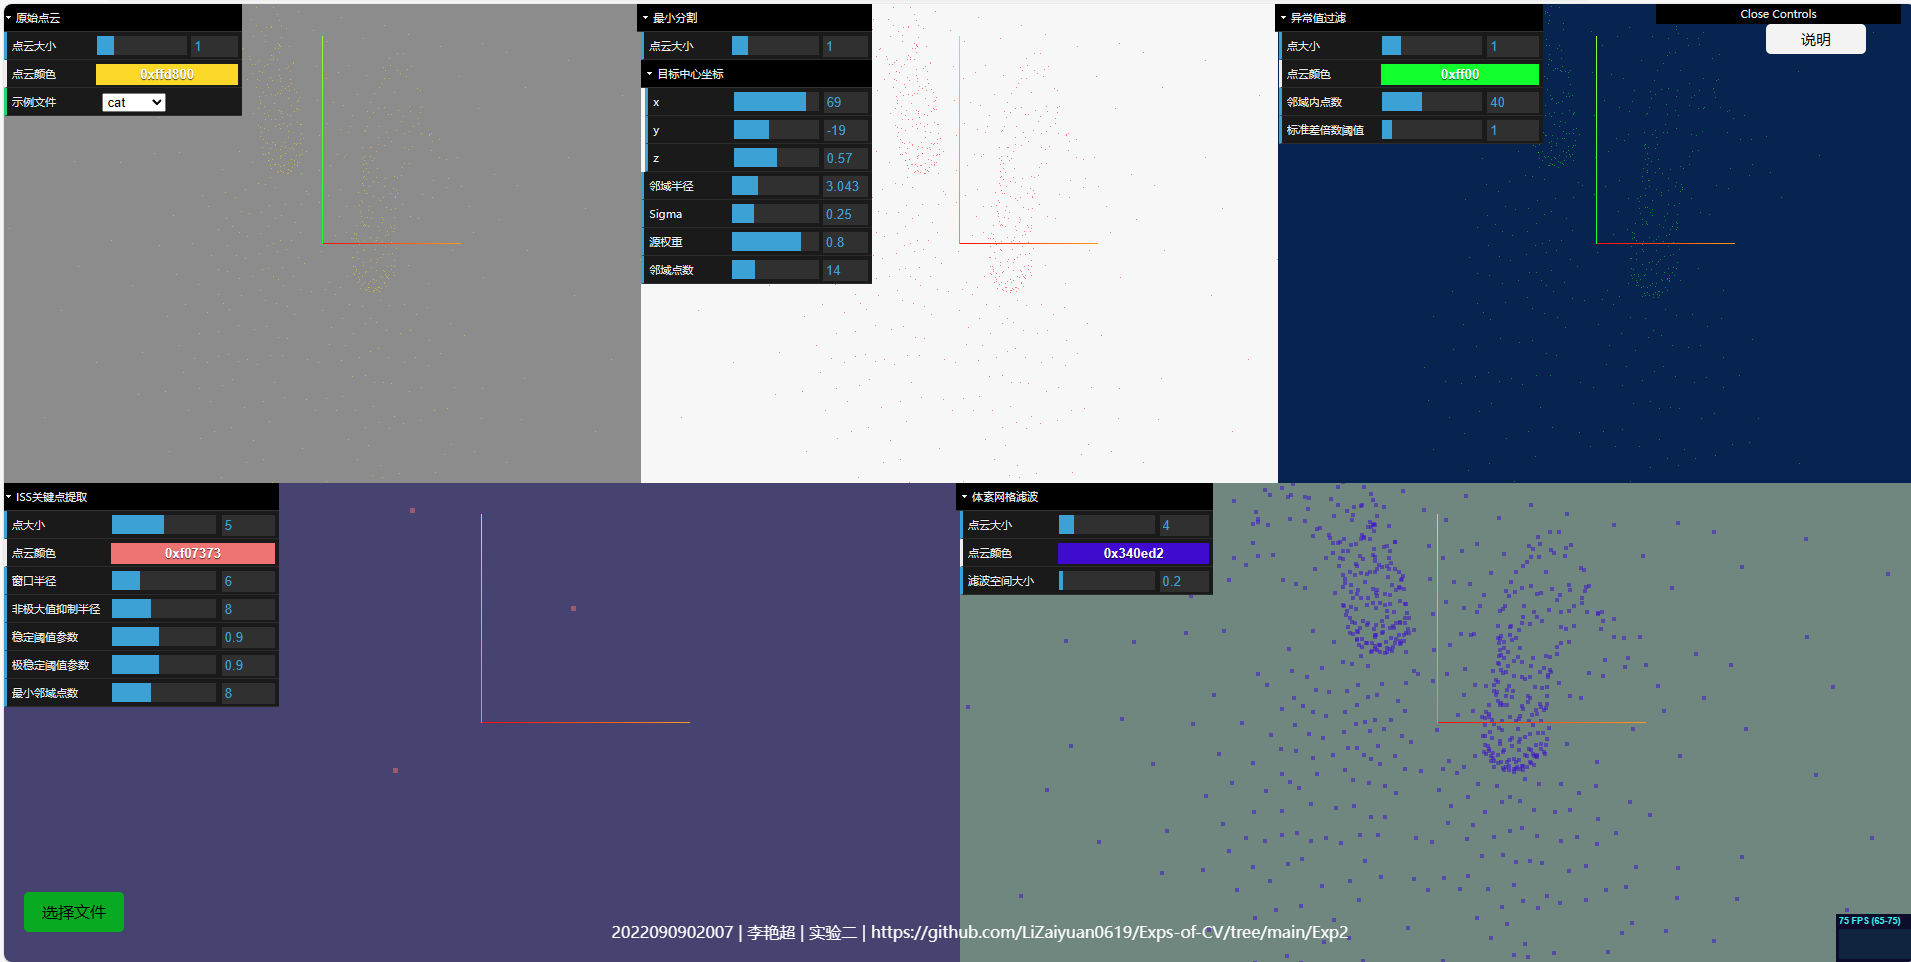 原始点云
点云大小 1
点云颜色 0xffd800
示例文件 cat
最小分割
点云大小 1
目标中心坐标
x 69
y -19
z 0.57
邻域半径 3.043
Sigma 0.25
源权重 0.8
邻域点数 14
异常值过滤
点大小 1
点云颜色 0xff00
邻域内点数 40
标准差倍数阈值 1
Close Controls
说明
ISS关键点提取
点大小 5
点云颜色 0xf07373
窗口半径 6
非极大值抑制半径 8
稳定阈值参数 0.9
极稳定阈值参数 0.9
最小邻域点数 8
体素网格滤波
点云大小 4
点云颜色 0x340ed2
滤波空间大小 0.2
选择文件
2022090902007 | 李艳超 | 实验二 | https://github.com/LiZaiyuan0619/Exps-of-CV/tree/main/Exp2
75 FPS (65-75)